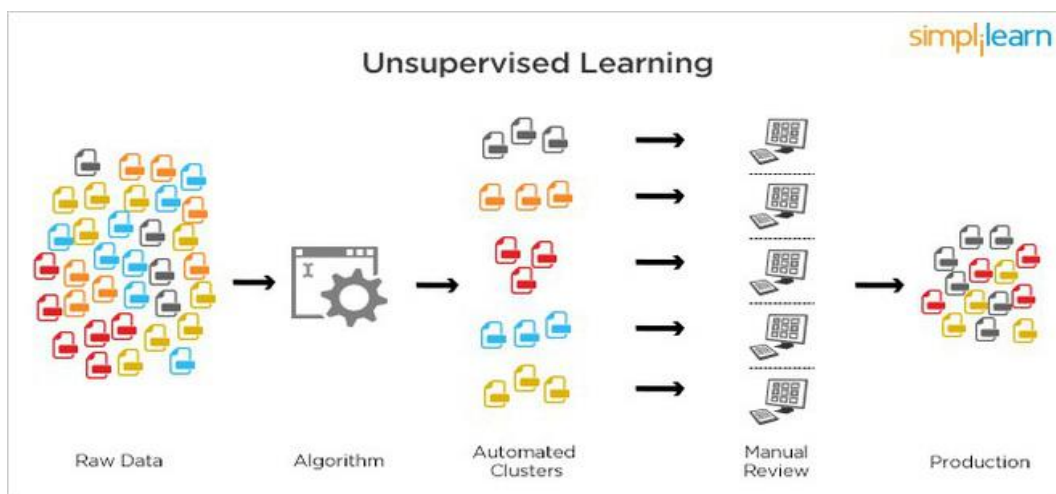 simplilearn
Unsupervised Learning
Raw Data
Algorithm
Automated
Clusters
Manual
Review
Production